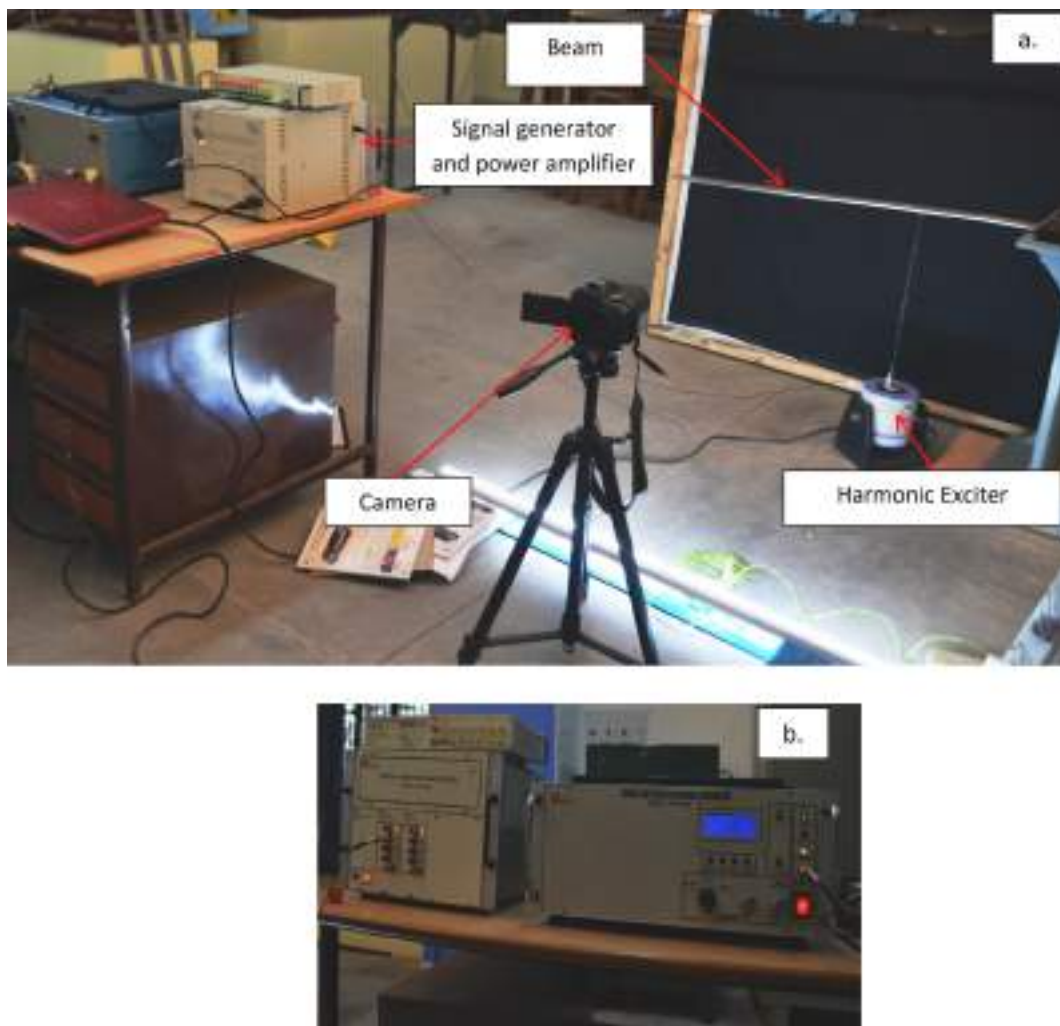 Beam
a.
Signal generator
and power amplifier
Camera
Harmonic Exciter
b.